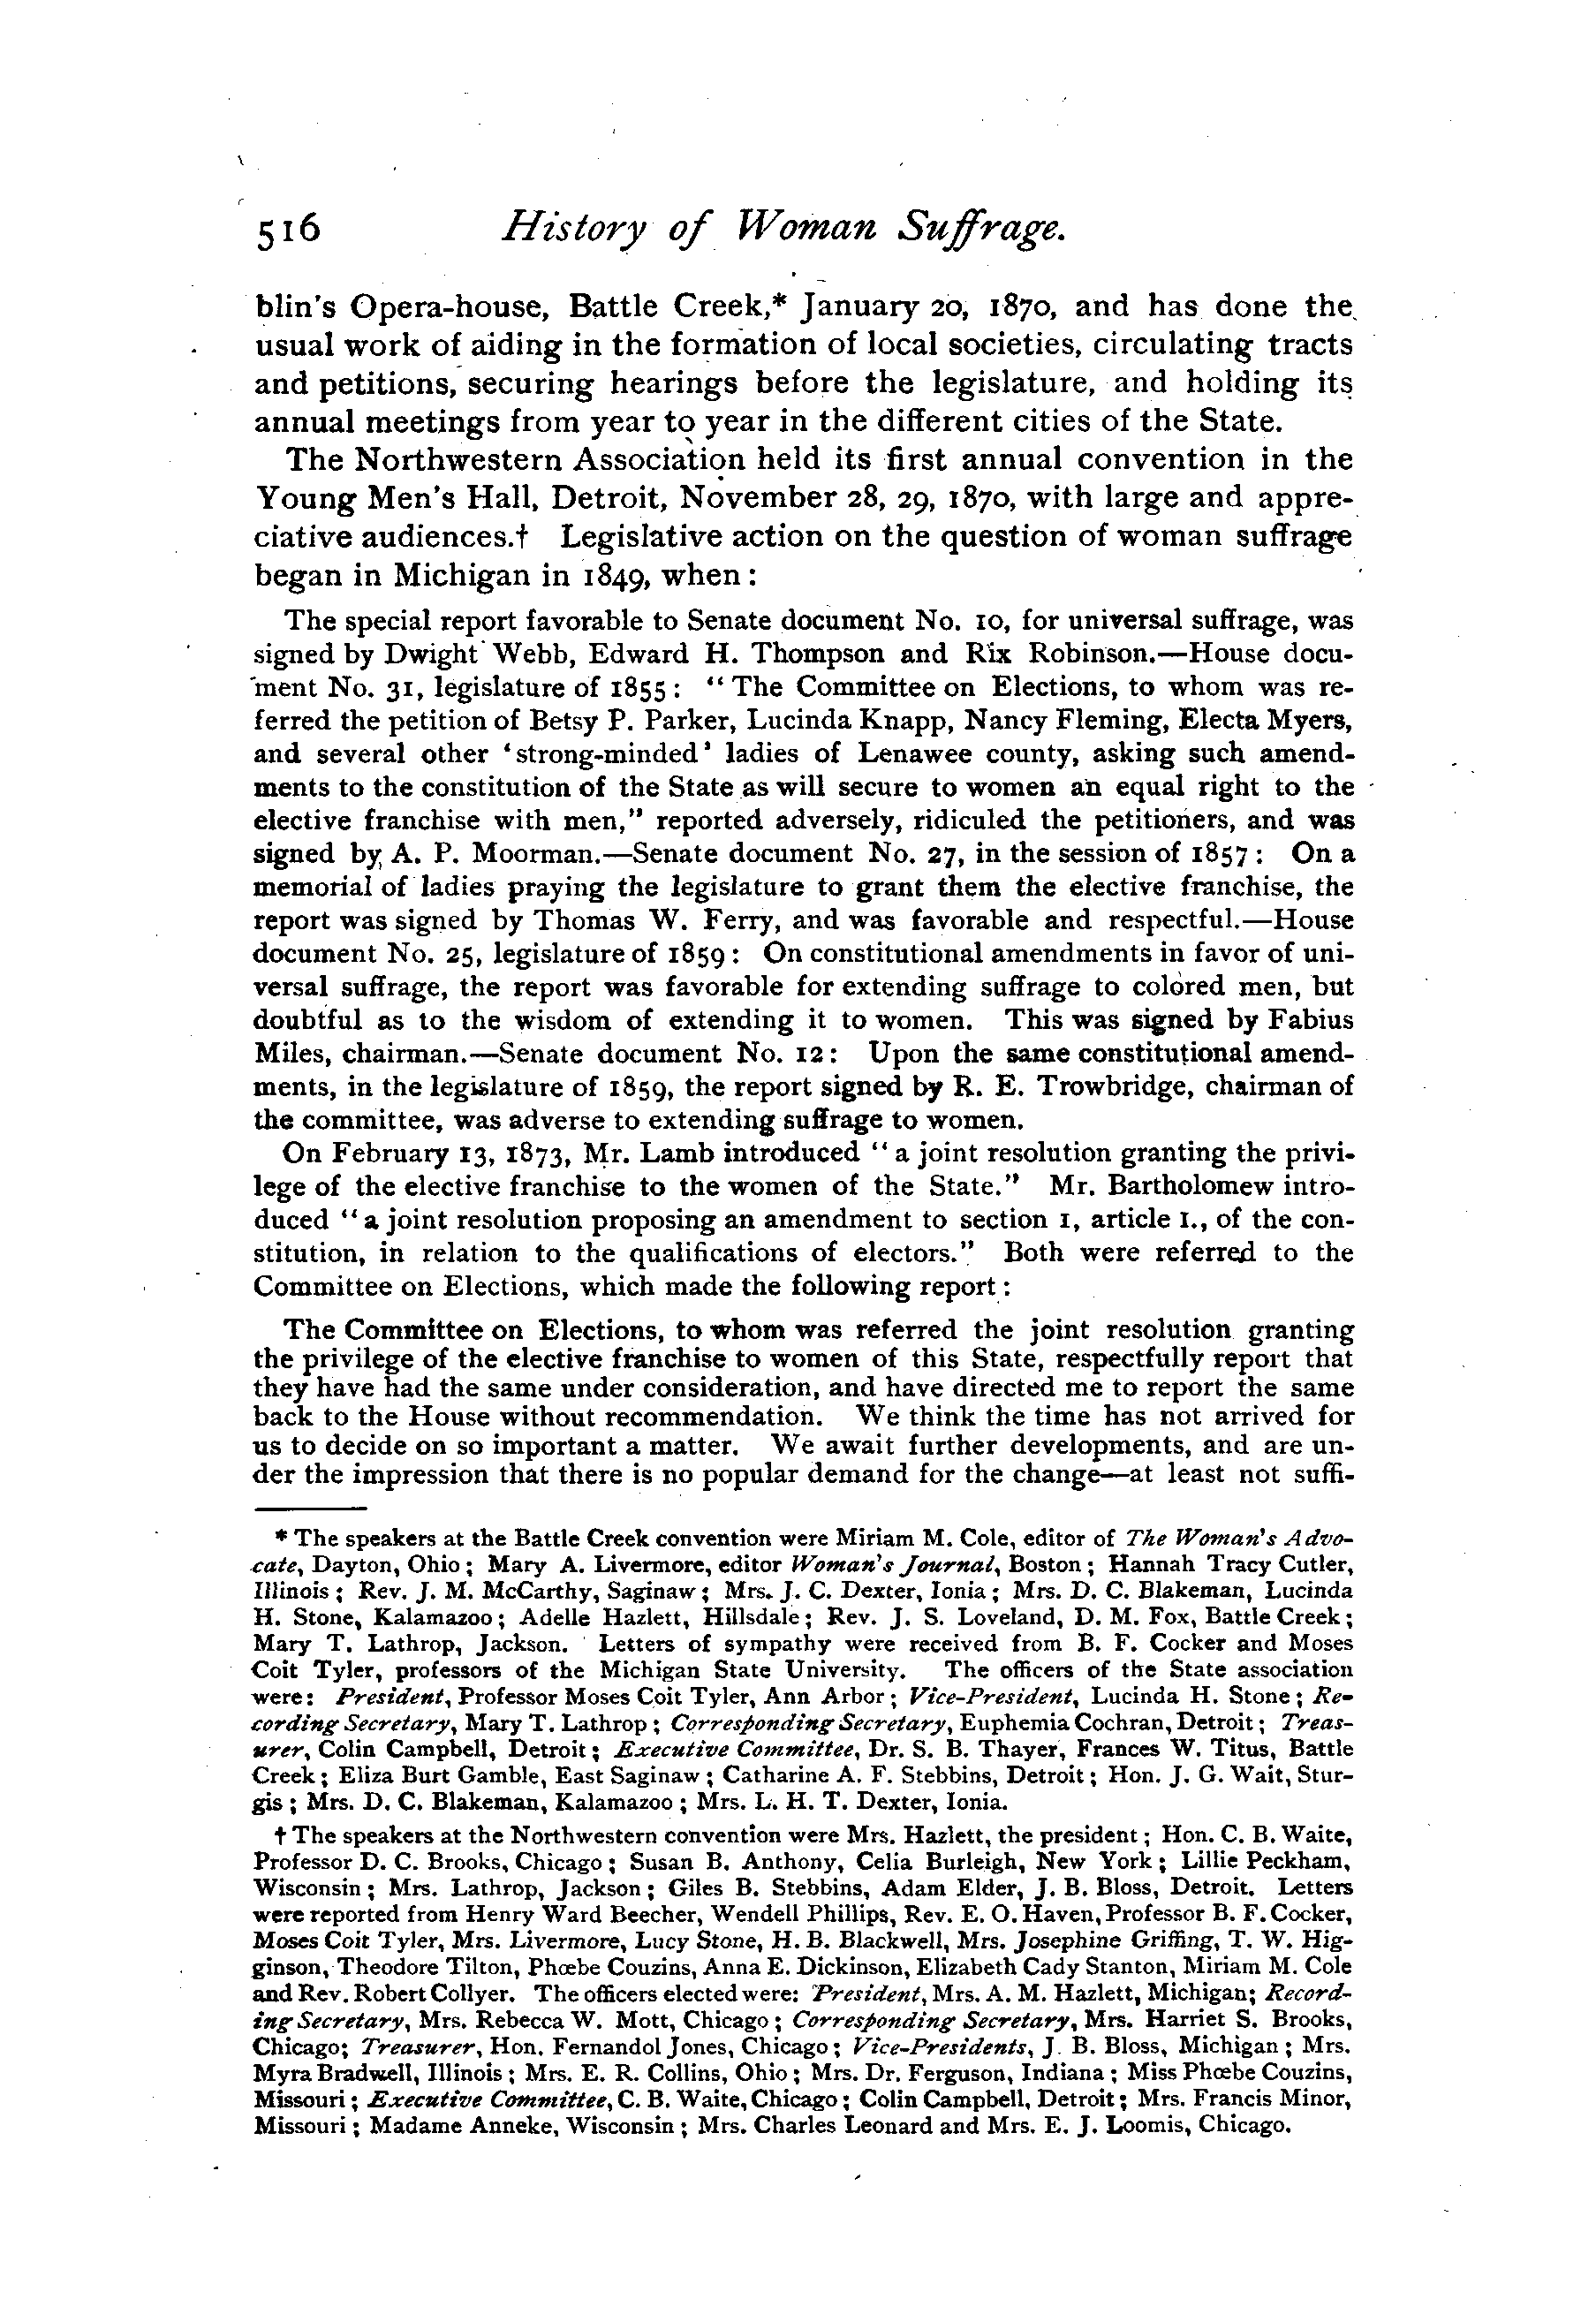 516 History of Woman Suffrage.
blin's Opera-house, Battle Creek,* January 20, 1870, and has done the
usual work of aiding in the formation of local societies, circulating tracts
and petitions, securing hearings before the legislature, and holding its
annual meetings from year to year in the different cities of the State.
The Northwestern Association held its first annual convention in the
Young Men's Hall, Detroit, November 28, 29, 1870, with large and appre-
ciative audiences.† Legislative action on the question of woman suffrage
began in Michigan in 1849, when :
The special report favorable to Senate document No. 10, for universal suffrage, was
signed by Dwight Webb, Edward H. Thompson and Rix Robinson.—House docu-
ment No. 31, legislature of 1855 : “ The Committee on Elections, to whom was re-
ferred the petition of Betsy P. Parker, Lucinda Knapp, Nancy Fleming, Electa Myers,
and several other ‘strong-minded’ ladies of Lenawee county, asking such amend-
ments to the constitution of the State as will secure to women an equal right to the
elective franchise with men,” reported adversely, ridiculed the petitioners, and was
signed by A. P. Moorman.—Senate document No. 27, in the session of 1857 : On a
memorial of ladies praying the legislature to grant them the elective franchise, the
report was signed by Thomas W. Ferry, and was favorable and respectful.—House
document No. 25, legislature of 1859 : On constitutional amendments in favor of uni-
versal suffrage, the report was favorable for extending suffrage to colored men, but
doubtful as to the wisdom of extending it to women. This was signed by Fabius
Miles, chairman.—Senate document No. 12 : Upon the same constitutional amend-
ments, in the legislature of 1859, the report signed by R. E. Trowbridge, chairman of
the committee, was adverse to extending suffrage to women.
On February 13, 1873, Mr. Lamb introduced “ a joint resolution granting the privi-
lege of the elective franchise to the women of the State.” Mr. Bartholomew intro-
duced “ a joint resolution proposing an amendment to section 1, article 1., of the con-
stitution, in relation to the qualifications of electors.” Both were referred to the
Committee on Elections, which made the following report :
The Committee on Elections, to whom was referred the joint resolution granting
the privilege of the elective franchise to women of this State, respectfully report that
they have had the same under consideration, and have directed me to report the same
back to the House without recommendation. We think the time has not arrived for
us to decide on so important a matter. We await further developments, and are un-
der the impression that there is no popular demand for the change—at least not suffi-
* The speakers at the Battle Creek convention were Miriam M. Cole, editor of The Woman's Advo-
cate, Dayton, Ohio ; Mary A. Livermore, editor Woman's Journal, Boston ; Hannah Tracy Cutler,
Illinois ; Rev. J. M. McCarthy, Saginaw ; Mrs. J. C. Dexter, Ionia ; Mrs. D. C. Blakeman, Lucinda
H. Stone, Kalamazoo ; Adelle Hazlett, Hillsdale ; Rev. J. S. Loveland, D. M. Fox, Battle Creek ;
Mary T. Lathrop, Jackson. Letters of sympathy were received from B. F. Cocker and Moses
Coit Tyler, professors of the Michigan State University. The officers of the State association
were : President, Professor Moses Coit Tyler, Ann Arbor ; Vice-President, Lucinda H. Stone ; Re-
cording Secretary, Mary T. Lathrop ; Corresponding Secretary, Euphemia Cochran, Detroit ; Treas-
urer, Colin Campbell, Detroit ; Executive Committee, Dr. S. B. Thayer, Frances W. Titus, Battle
Creek ; Eliza Burt Gamble, East Saginaw ; Catharine A. F. Stebbins, Detroit ; Hon. J. G. Wait, Stur-
gis ; Mrs. D. C. Blakeman, Kalamazoo ; Mrs. L. H. T. Dexter, Ionia.
† The speakers at the Northwestern convention were Mrs. Hazlett, the president ; Hon. C. B. Waite,
Professor D. C. Brooks, Chicago ; Susan B. Anthony, Celia Burleigh, New York ; Lillie Peckham,
Wisconsin ; Mrs. Lathrop, Jackson ; Giles B. Stebbins, Adam Elder, J. B. Bloss, Detroit. Letters
were reported from Henry Ward Beecher, Wendell Phillips, Rev. E. O. Haven, Professor B. F. Cocker,
Moses Coit Tyler, Mrs. Livermore, Lucy Stone, H. B. Blackwell, Mrs. Josephine Griffing, T. W. Hig-
ginson, Theodore Tilton, Phœbe Couzins, Anna E. Dickinson, Elizabeth Cady Stanton, Miriam M. Cole
and Rev. Robert Collyer. The officers elected were: President, Mrs. A. M. Hazlett, Michigan; Record-
ing Secretary, Mrs. Rebecca W. Mott, Chicago ; Corresponding Secretary, Mrs. Harriet S. Brooks,
Chicago; Treasurer, Hon. Fernandol Jones, Chicago ; Vice-Presidents, J. B. Bloss, Michigan ; Mrs.
Myra Bradwell, Illinois ; Mrs. E. R. Collins, Ohio ; Mrs. Dr. Ferguson, Indiana ; Miss Phœbe Couzins,
Missouri ; Executive Committee, C. B. Waite, Chicago ; Colin Campbell, Detroit ; Mrs. Francis Minor,
Missouri ; Madame Anneke, Wisconsin ; Mrs. Charles Leonard and Mrs. E. J. Loomis, Chicago.